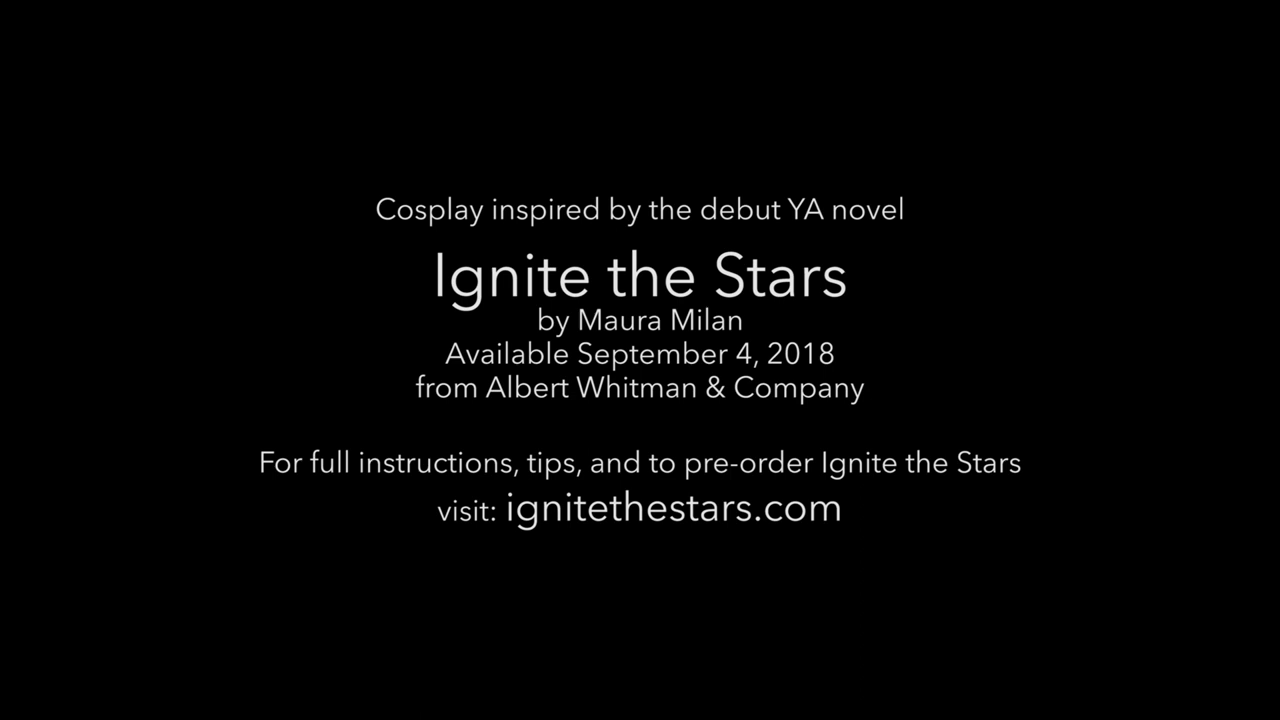 Cosplay inspired by the debut YA novel
Ignite the Stars
by Maura Milan
Available September 4, 2018
from Albert Whitman & Company
For full instructions, tips, and to pre-order Ignite the Stars
visit: ignitethestars.com